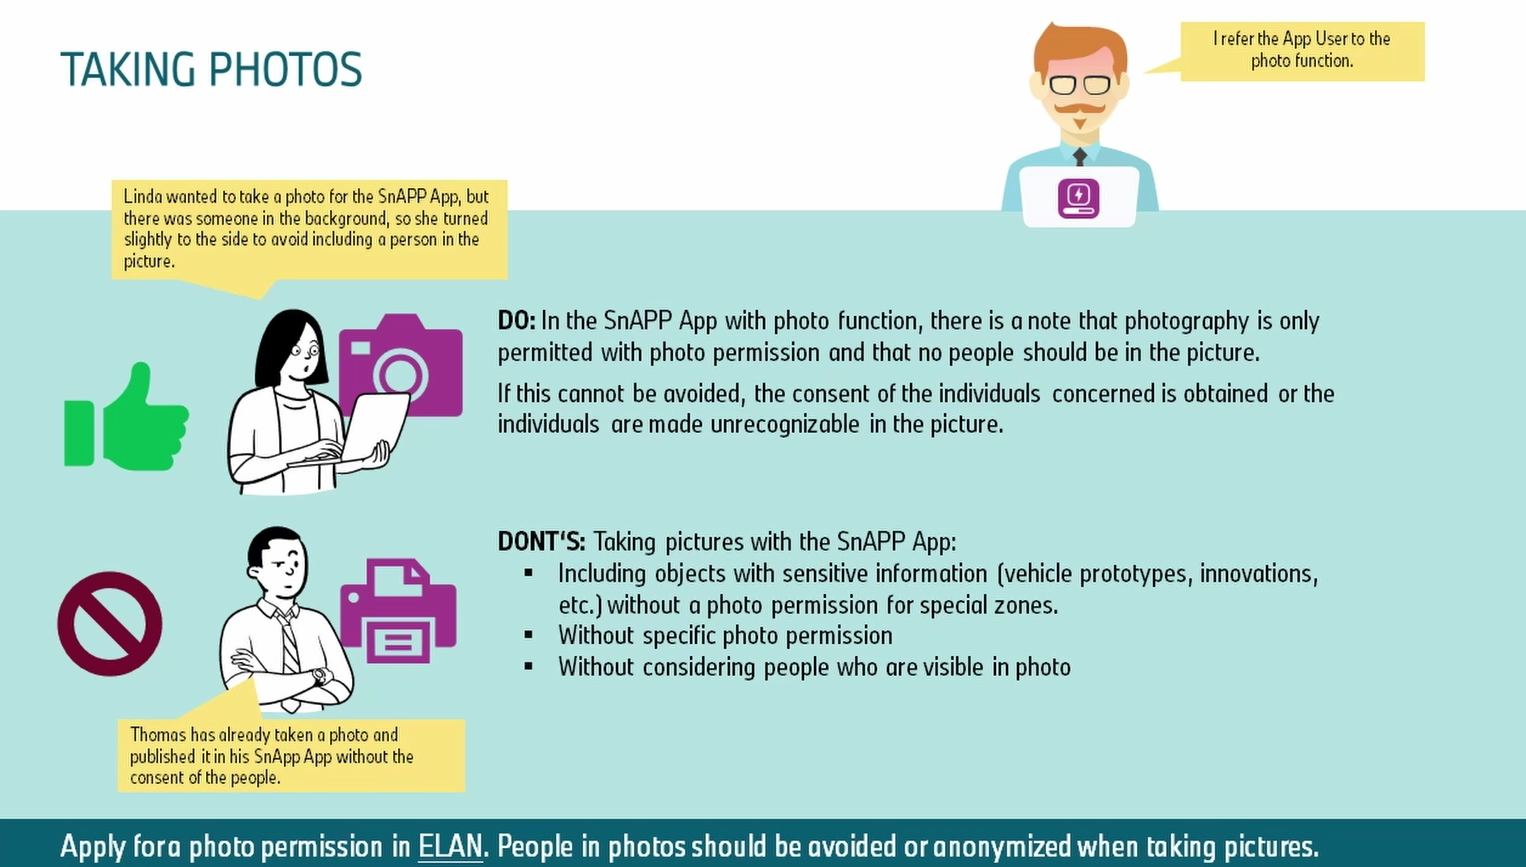 TAKING PHOTOS
I refer the App User to the
photo function.
Linda wanted to take a photo for the SnAPP App, but
there was someone in the background, so she turned
slightly to the side to avoid including a person in the
picture.
DO: In the SnAPP App with photo function, there is a note that photography is only
permitted with photo permission and that no people should be in the picture.
If this cannot be avoided, the consent of the individuals concerned is obtained or the
individuals are made unrecognizable in the picture.
DONT‘S: Taking pictures with the SnAPP App:
▪ Including objects with sensitive information (vehicle prototypes, innovations,
etc.) without a photo permission for special zones.
▪ Without specific photo permission
▪ Without considering people who are visible in photo
Thomas has already taken a photo and
published it in his SnApp App without the
consent of the people.
Apply for a photo permission in ELAN. People in photos should be avoided or anonymized when taking pictures.